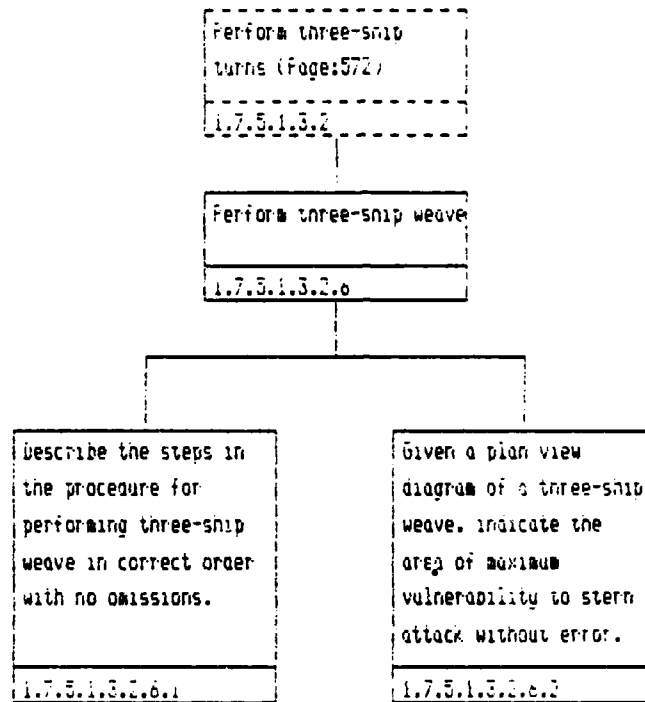 Perform three-ship
turns (Page:572)
1.7.5.1.3.2
Perform three-ship weave
1.7.5.1.3.2.6
Describe the steps in
the procedure for
performing three-ship
weave in correct order
with no omissions.
1.7.5.1.3.2.6.1
Given a plan view
diagram of a three-ship
weave, indicate the
area of maximum
vulnerability to stern
attack without error.
1.7.5.1.3.2.6.2